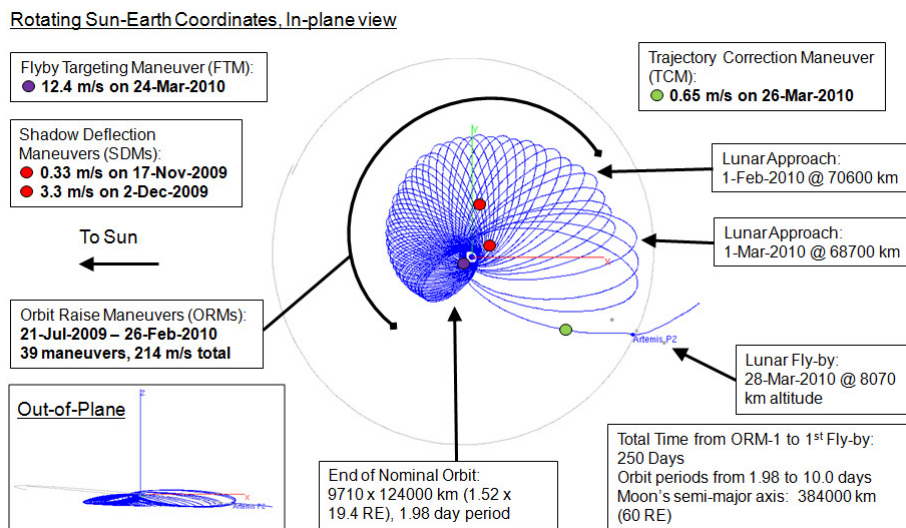 Rotating Sun-Earth Coordinates, In-plane view
Flyby Targeting Maneuver (FTM):
12.4 m/s on 24-Mar-2010
Trajectory Correction Maneuver
(TCM):
0.65 m/s on 26-Mar-2010
Shadow Deflection
Maneuvers (SDMs):
0.33 m/s on 17-Nov-2009
3.3 m/s on 2-Dec-2009
Y
Lunar Approach:
1-Feb-2010 @ 70600 km
To Sun
Lunar Approach:
1-Mar-2010 @ 68700 km
X
Orbit Raise Maneuvers (ORMs):
21-Jul-2009 – 26-Feb-2010
39 maneuvers, 214 m/s total
Artemis_P2
Lunar Fly-by:
28-Mar-2010 @ 8070
km altitude
Out-of-Plane
Z
X
Artemis_P2
End of Nominal Orbit:
9710 x 124000 km (1.52 x
19.4 RE), 1.98 day period
Total Time from ORM-1 to 1st Fly-by:
250 Days
Orbit periods from 1.98 to 10.0 days
Moon's semi-major axis: 384000 km
(60 RE)